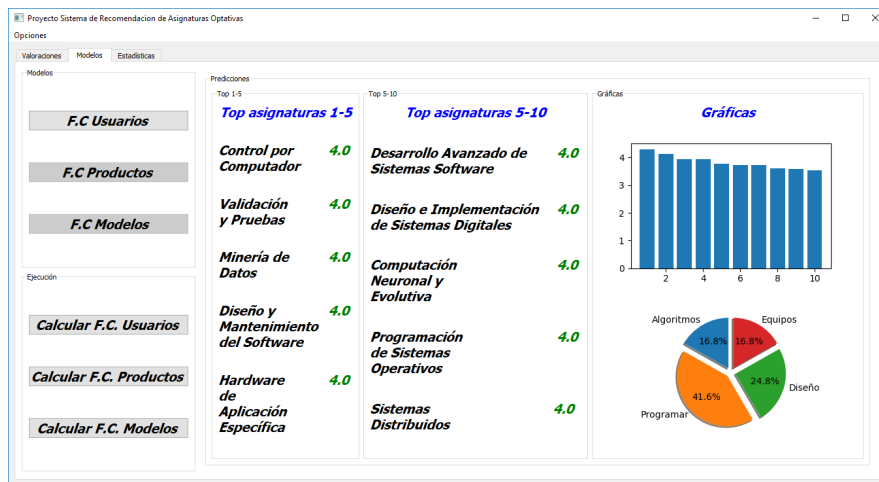 Proyecto Sistema de Recomendacion de Asignaturas Optativas
Opciones
Valoraciones Modelos Estadísticas
Modelos
F.C Usuarios
F.C Productos
F.C Modelos
Ejecución
Calcular F.C. Usuarios
Calcular F.C. Productos
Calcular F.C. Modelos
Predicciones
Top 1-5
Top asignaturas 1-5
Control por 4.0
Computador
Validación 4.0
y Pruebas
Minería de 4.0
Datos
Diseño y 4.0
Mantenimiento
del Software
Hardware 4.0
de
Aplicación
Específica
Top 5-10
Top asignaturas 5-10
Desarrollo Avanzado de 4.0
Sistemas Software
Diseño e Implementación 4.0
de Sistemas Digitales
Computación 4.0
Neuronal y
Evolutiva
Programación 4.0
de Sistemas
Operativos
Sistemas 4.0
Distribuidos
Gráficas
Gráficas
4
3
2
1
0
2 4 6 8 10
Algoritmos Equipos
16.8% 16.8%
24.8% Diseño
41.6%
Programar